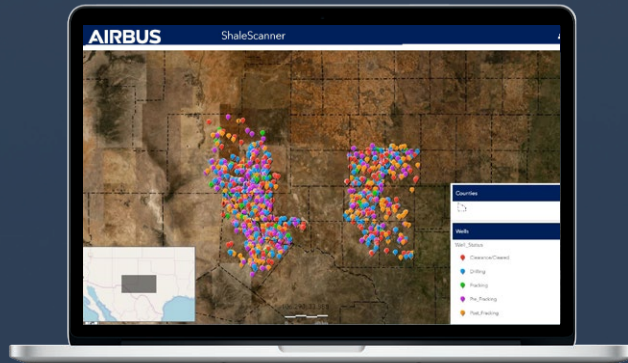 AIRBUS
ShaleScanner
Counties
Wells
Well_Status
Clearance/Cleared
Drilling
Fracking
Pre_Fracking
Post_Fracking